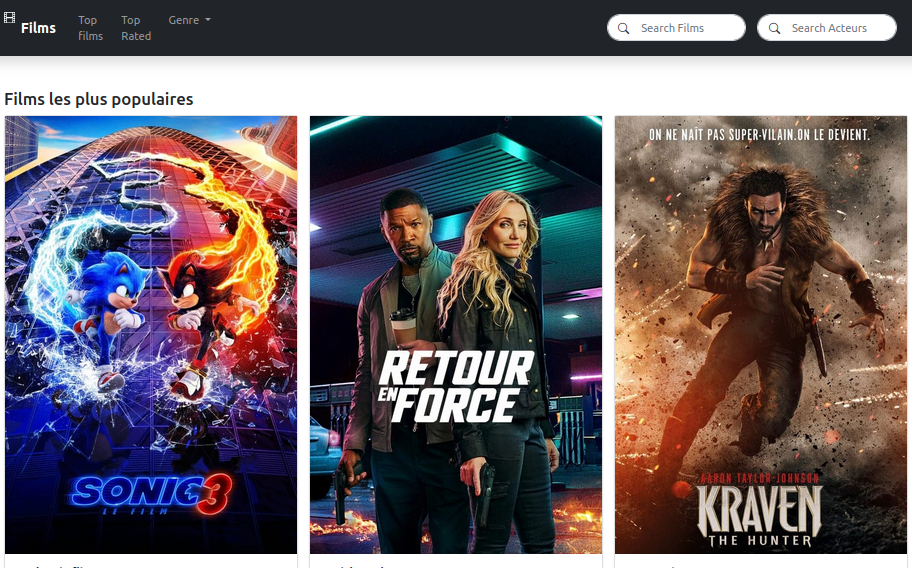 Films
Top films
Top Rated
Genre
Search Films
Search Acteurs
Films les plus populaires
SONIC 3
LE FILM
RETOUR
EN FORCE
ON NE NAÎT PAS SUPER-VILAIN.ON LE DEVIENT.
AARON TAYLOR-JOHNSON
KRAVEN
THE HUNTER